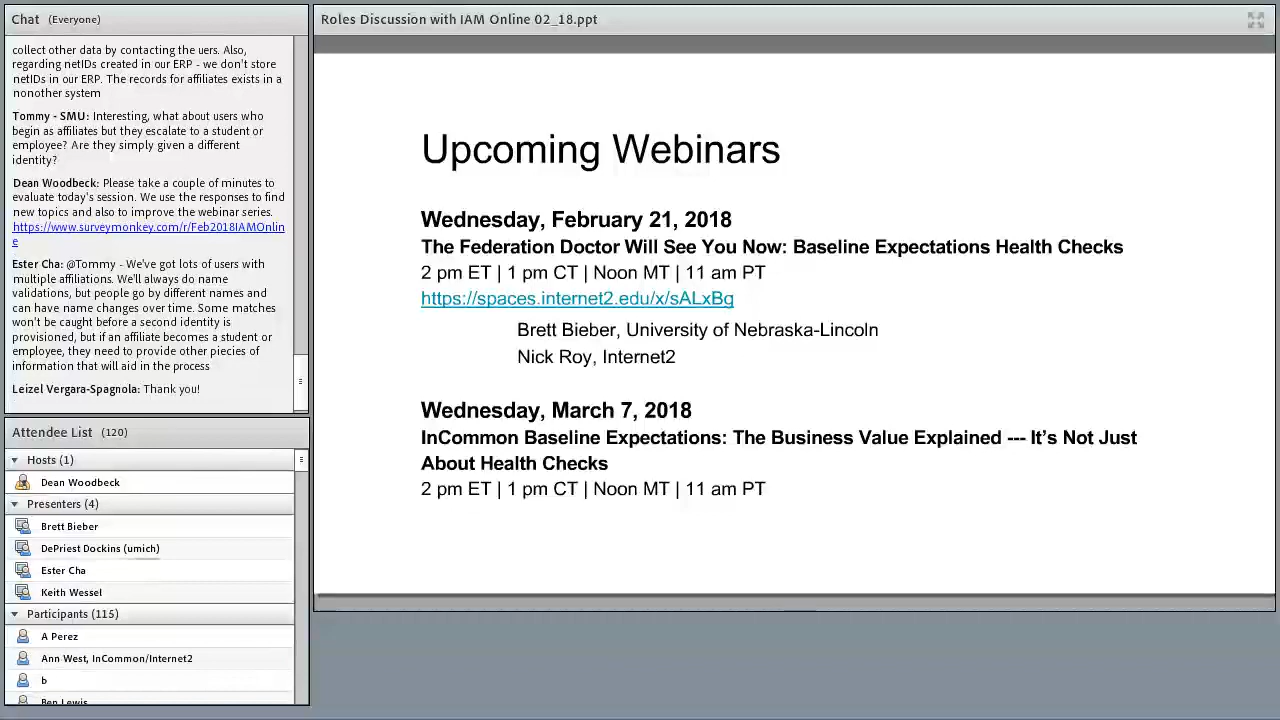 Chat (Everyone)
collect other data by contacting the uers. Also,
regarding netIDs created in our ERP - we don't store
netIDs in our ERP. The records for affiliates exists in a
nonother system
Tommy - SMU: Interesting, what about users who
begin as affiliates but they escalate to a student or
employee? Are they simply given a different
identity?
Dean Woodbeck: Please take a couple of minutes to
evaluate today's session. We use the responses to find
new topics and also to improve the webinar series.
https://www.surveymonkey.com/r/Feb2018IAMOnlin
e
Ester Cha: @Tommy - We've got lots of users with
multiple affiliations. We'll always do name
validations, but people go by different names and
can have name changes over time. Some matches
won't be caught before a second identity is
provisioned, but if an affiliate becomes a student or
employee, they need to provide other piecies of
information that will aid in the process
Leizel Vergara-Spagnola: Thank you!
Attendee List (120)
Hosts (1)
Dean Woodbeck
Presenters (4)
Brett Bieber
DePriest Dockins (umich)
Ester Cha
Keith Wessel
Participants (115)
A Perez
Ann West, InCommon/Internet2
b
Ben Lewis
Roles Discussion with IAM Online 02_18.ppt
Upcoming Webinars
Wednesday, February 21, 2018
The Federation Doctor Will See You Now: Baseline Expectations Health Checks
2 pm ET | 1 pm CT | Noon MT | 11 am PT
https://spaces.internet2.edu/x/sALxBg
Brett Bieber, University of Nebraska-Lincoln
Nick Roy, Internet2
Wednesday, March 7, 2018
InCommon Baseline Expectations: The Business Value Explained --- It’s Not Just
About Health Checks
2 pm ET | 1 pm CT | Noon MT | 11 am PT